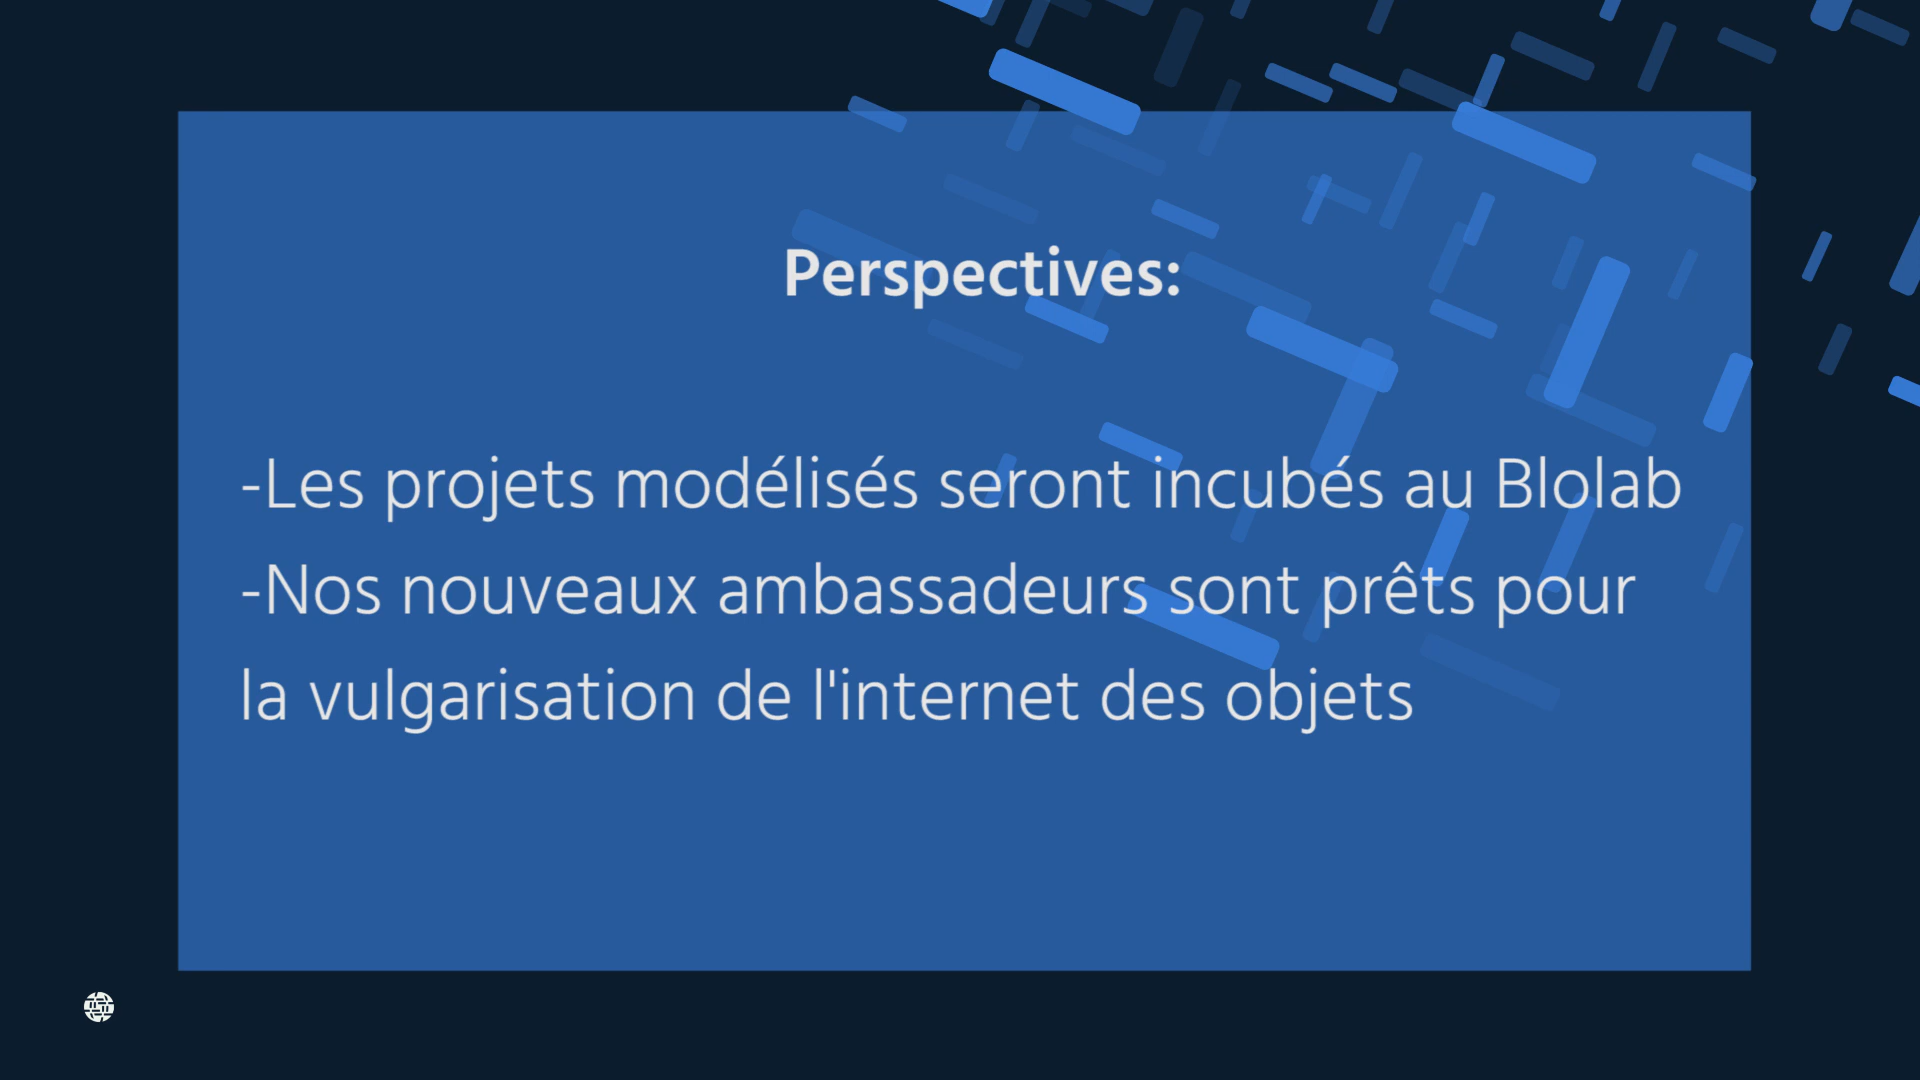 Perspectives:
-Les projets modélisés seront incubés au Blolab
-Nos nouveaux ambassadeurs sont prêts pour
la vulgarisation de l'internet des objets